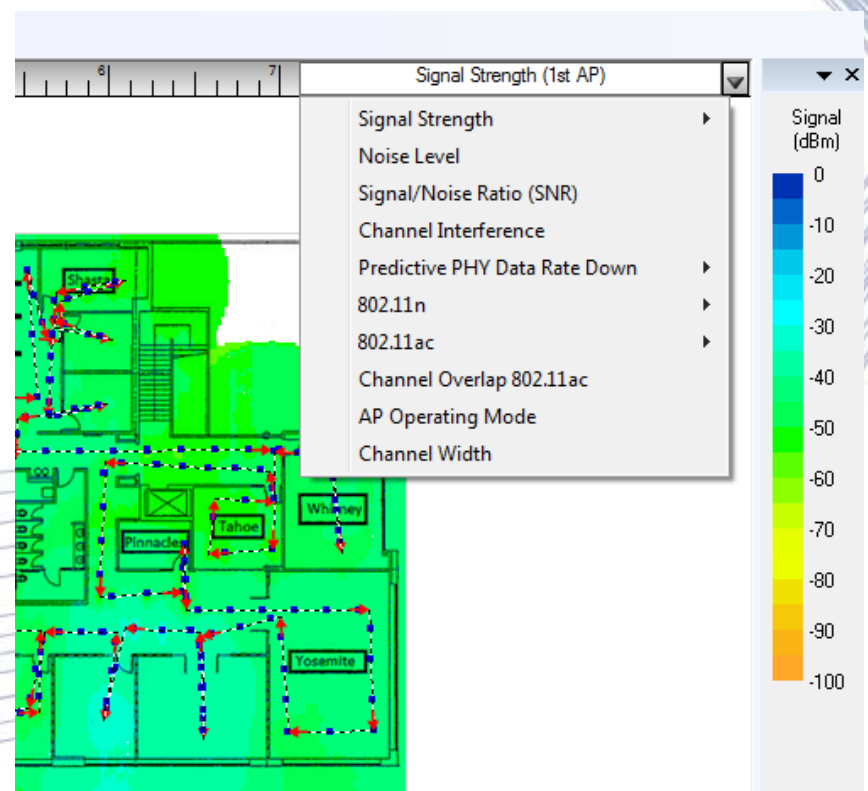 6
7
Signal Strength (1st AP)
Signal Strength
Noise Level
Signal/Noise Ratio (SNR)
Channel Interference
Predictive PHY Data Rate Down
802.11n
802.11ac
Channel Overlap 802.11ac
AP Operating Mode
Channel Width
Signal
(dBm)
0
-10
-20
-30
-40
-50
-60
-70
-80
-90
-100
Shasta
Whitney
Tahoe
Pinnacles
Yosemite